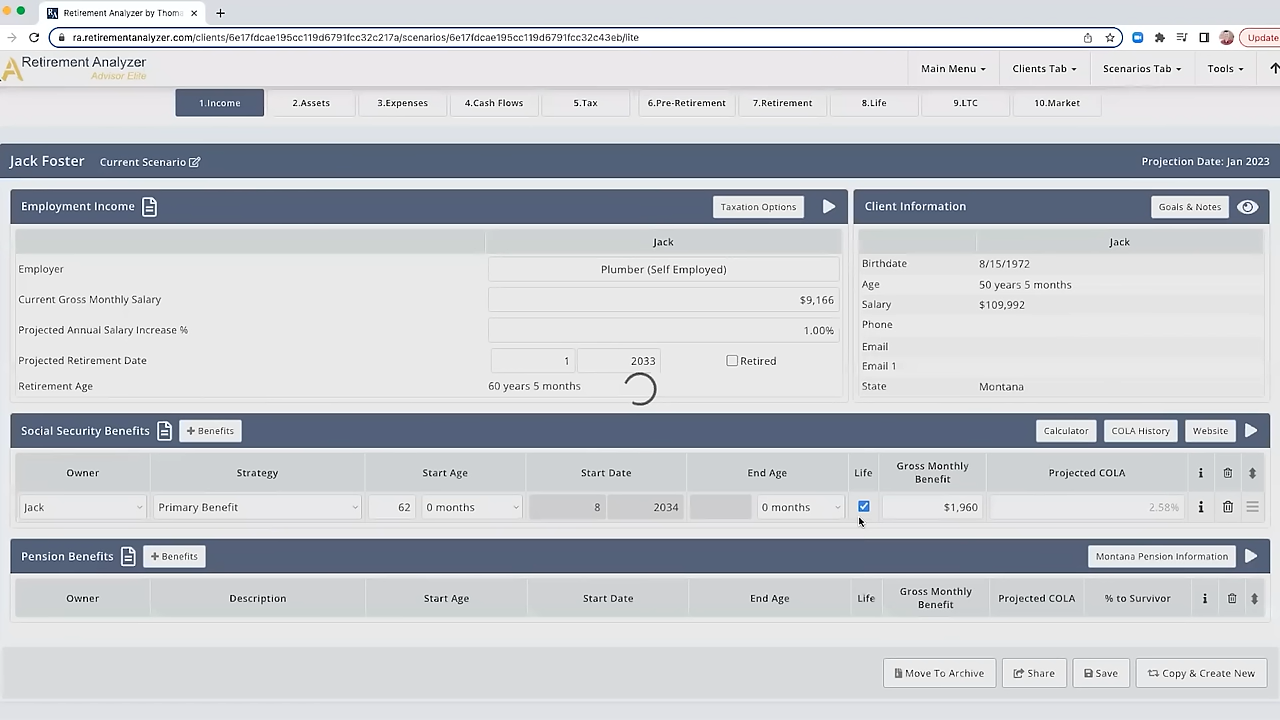 Retirement Analyzer by Thoma
ra.retirementanalyzer.com/clients/6e17fdcae195cc119d6791fcc32c217a/scenarios/6e17fdcae195cc119d6791fcc32c43eb/lite
Update
Retirement Analyzer
Advisor Elite
Main Menu Clients Tab Scenarios Tab Tools
1.Income 2.Assets 3.Expenses 4.Cash Flows 5.Tax 6.Pre-Retirement 7.Retirement 8.Life 9.LTC 10.Market
Jack Foster Current Scenario Projection Date: Jan 2023
Employment Income Taxation Options
Jack
Employer Plumber (Self Employed)
Current Gross Monthly Salary $9,166
Projected Annual Salary Increase % 1.00%
Projected Retirement Date 1 2033 Retired
Retirement Age 60 years 5 months
Client Information Goals & Notes
Jack
Birthdate 8/15/1972
Age 50 years 5 months
Salary $109,992
Phone
Email
Email 1
State Montana
Social Security Benefits + Benefits Calculator COLA History Website
Owner Strategy Start Age Start Date End Age Life Gross Monthly Benefit Projected COLA i
Jack Primary Benefit 62 0 months 8 2034 0 months $1,960 2.58% i
Pension Benefits + Benefits Montana Pension Information
Owner Description Start Age Start Date End Age Life Gross Monthly Benefit Projected COLA % to Survivor i
Move To Archive Share Save Copy & Create New